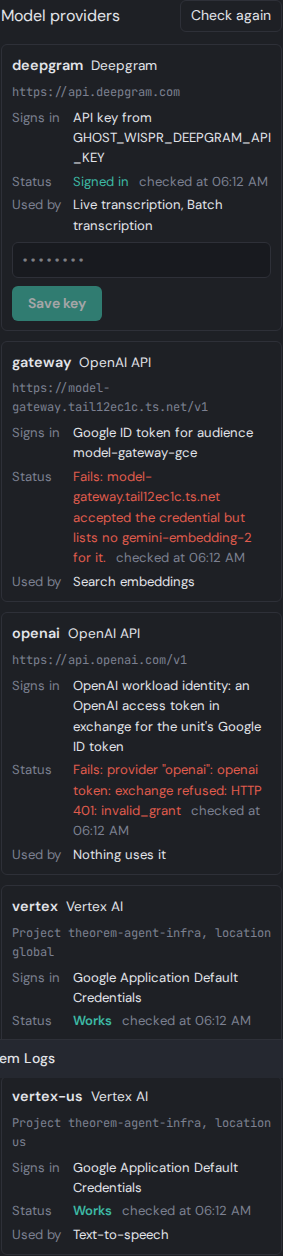 Model providers Check again
deepgram Deepgram
https://api.deepgram.com
Signs in API key from
GHOST_WISPR_DEEPGRAM_API
_KEY
Status Signed in checked at 06:12 AM
Used by Live transcription, Batch
transcription
••••••••
Save key
gateway OpenAI API
https://model-
gateway.tail12ec1c.ts.net/v1
Signs in Google ID token for audience
model-gateway-gce
Status Fails: model-
gateway.tail12ec1c.ts.net
accepted the credential but
lists no gemini-embedding-2
for it. checked at 06:12 AM
Used by Search embeddings
openai OpenAI API
https://api.openai.com/v1
Signs in OpenAI workload identity: an
OpenAI access token in
exchange for the unit's Google
ID token
Status Fails: provider "openai": openai
token: exchange refused: HTTP
401: invalid_grant checked at
06:12 AM
Used by Nothing uses it
vertex Vertex AI
Project theorem-agent-infra, location
global
Signs in Google Application Default
Credentials
Status Works checked at 06:12 AM
em Logs
vertex-us Vertex AI
Project theorem-agent-infra, location
us
Signs in Google Application Default
Credentials
Status Works checked at 06:12 AM
Used by Text-to-speech